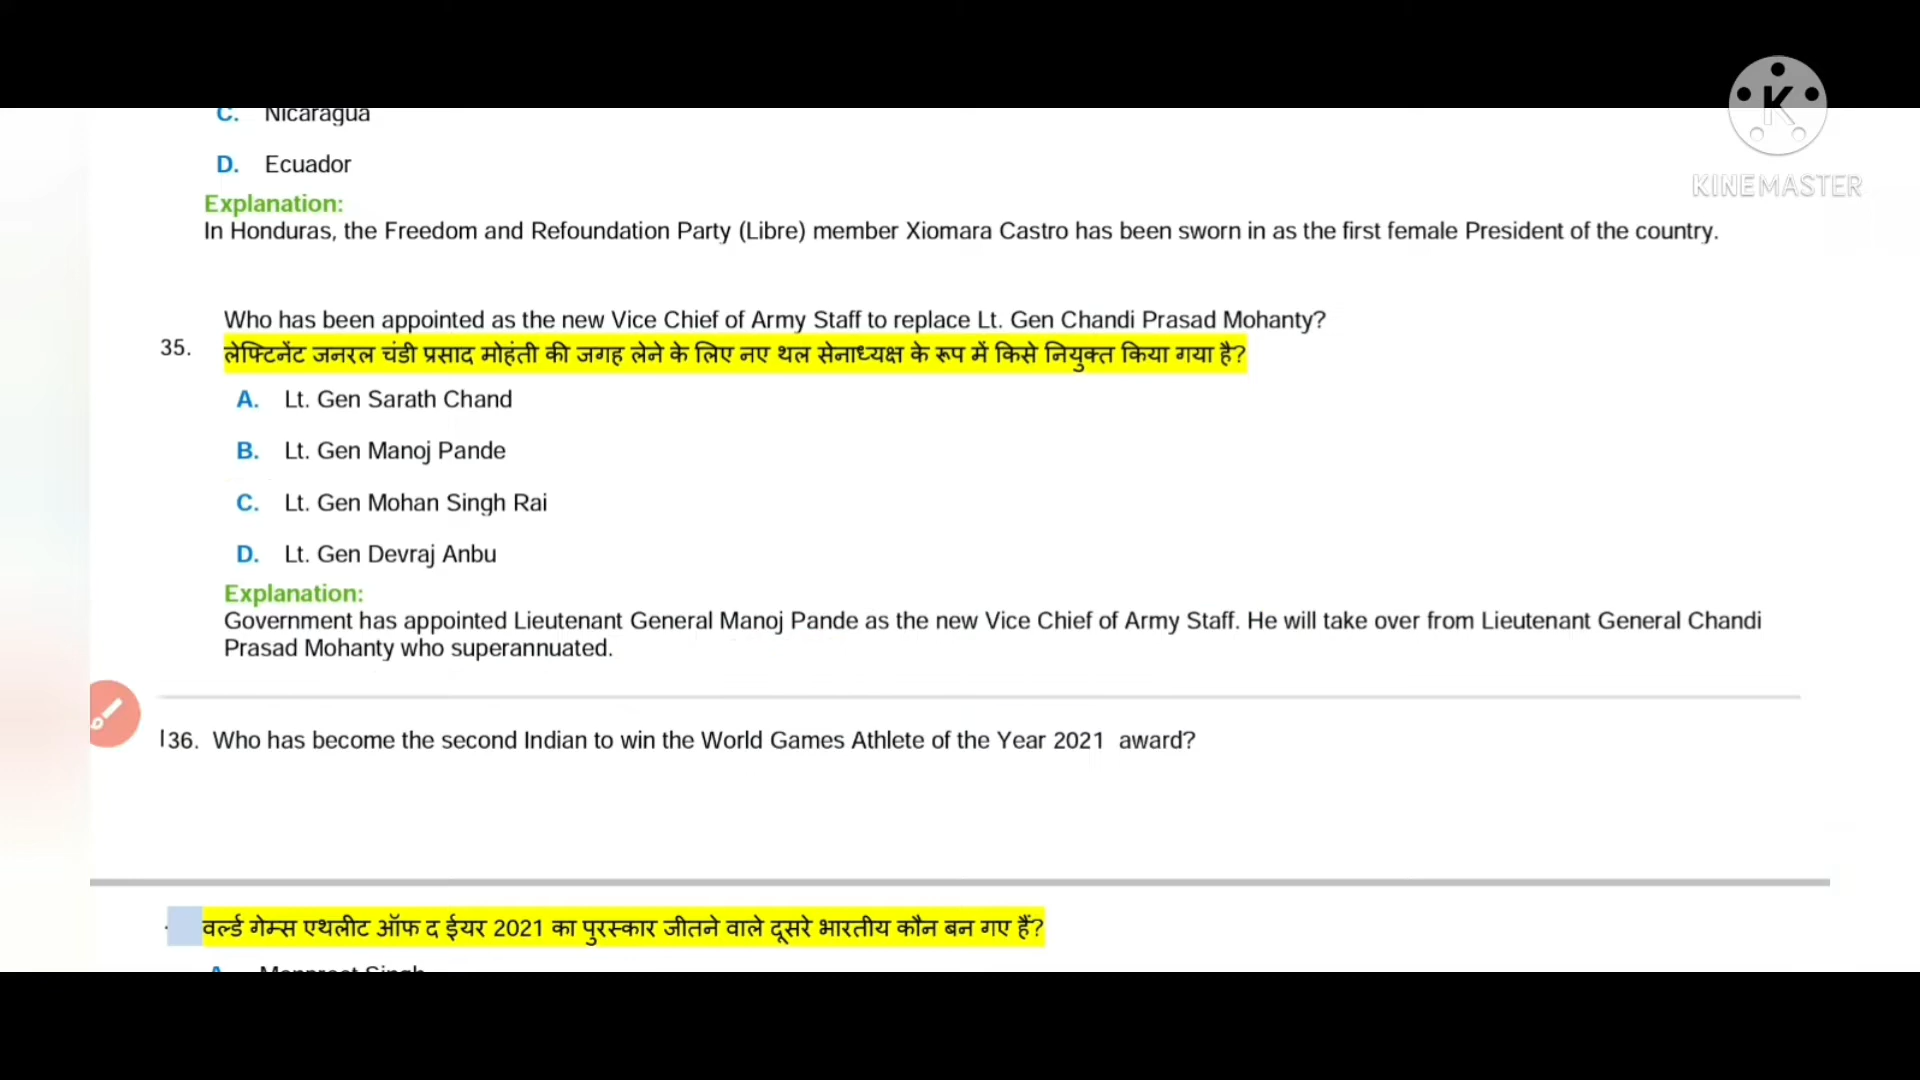 C. Nicaragua
K
KINEMASTER
D. Ecuador
Explanation:
In Honduras, the Freedom and Refoundation Party (Libre) member Xiomara Castro has been sworn in as the first female President of the country.
Who has been appointed as the new Vice Chief of Army Staff to replace Lt. Gen Chandi Prasad Mohanty?
35. लेफ्टिनेंट जनरल चंडी प्रसाद मोहंती की जगह लेने के लिए नए थल सेनाध्यक्ष के रूप में किसे नियुक्त किया गया है?
A. Lt. Gen Sarath Chand
B. Lt. Gen Manoj Pande
C. Lt. Gen Mohan Singh Rai
D. Lt. Gen Devraj Anbu
Explanation:
Government has appointed Lieutenant General Manoj Pande as the new Vice Chief of Army Staff. He will take over from Lieutenant General Chandi
Prasad Mohanty who superannuated.
36. Who has become the second Indian to win the World Games Athlete of the Year 2021 award?
वर्ल्ड गेम्स एथलीट ऑफ द ईयर 2021 का पुरस्कार जीतने वाले दूसरे भारतीय कौन बन गए हैं?
A. Manpreet Singh